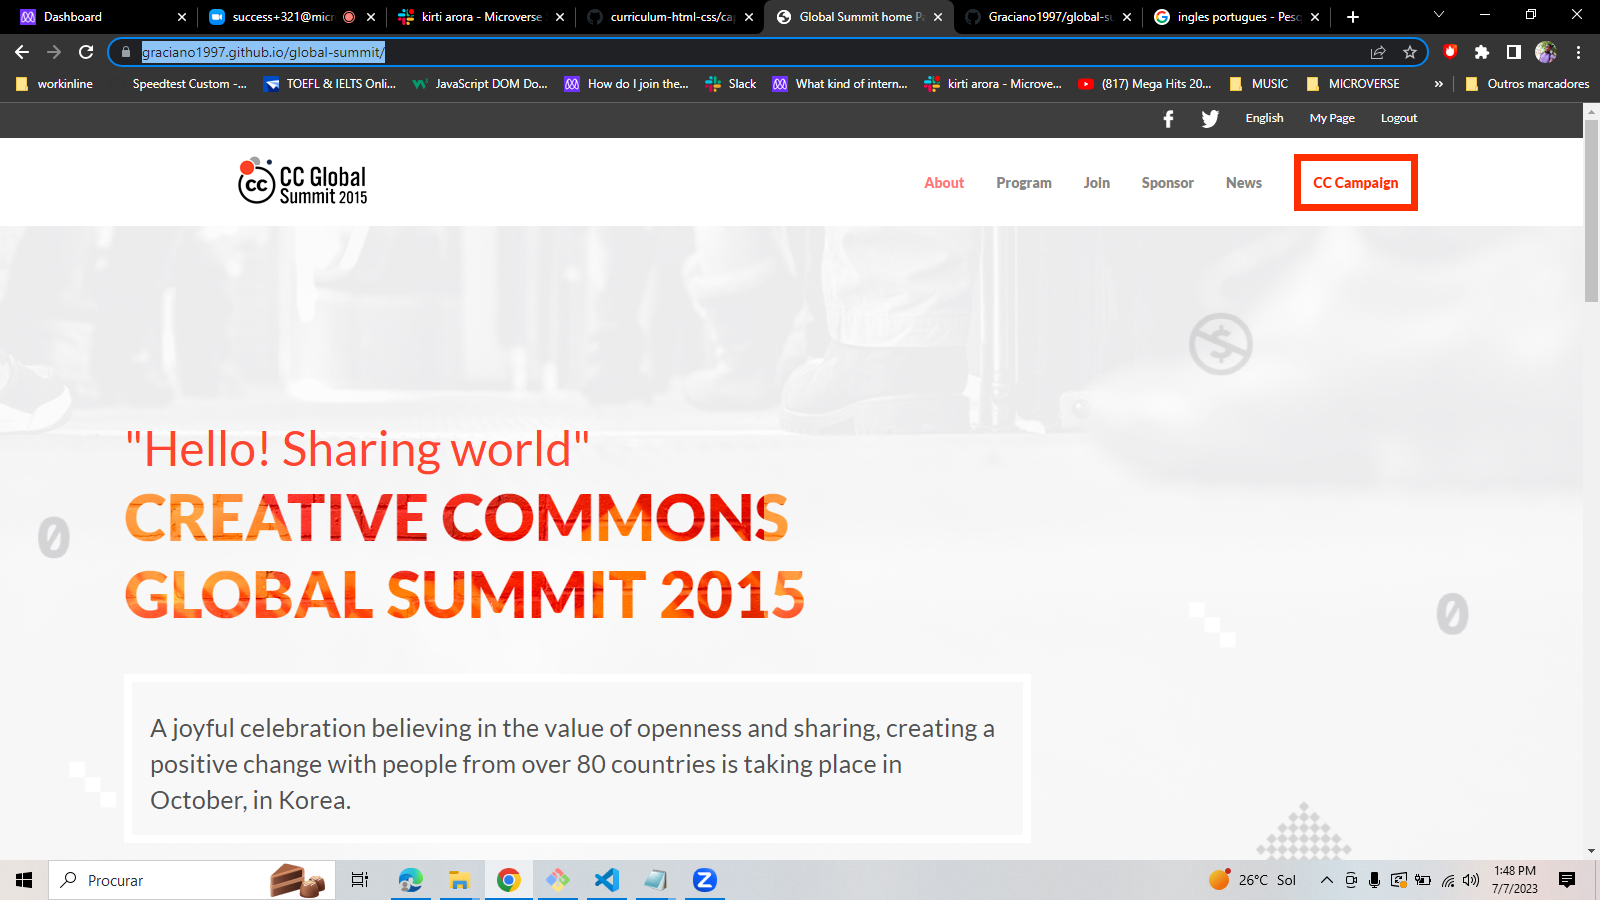 Dashboard
success+321@micr
kirti arora - Microverse
curriculum-html-css/cap
Global Summit home Pa
Graciano1997/global-su
ingles portugues - Pesq
graciano1997.github.io/global-summit/
workinline
Speedtest Custom -...
TOEFL & IELTS Onli...
JavaScript DOM Do...
How do I join the...
Slack
What kind of intern...
kirti arora - Microve...
(817) Mega Hits 20...
MUSIC
MICROVERSE
»
Outros marcadores
English
My Page
Logout
CC Global
Summit 2015
cc
About
Program
Join
Sponsor
News
CC Campaign
"Hello! Sharing world"
CREATIVE COMMONS
GLOBAL SUMMIT 2015
0
0
A joyful celebration believing in the value of openness and sharing, creating a
positive change with people from over 80 countries is taking place in
October, in Korea.
Procurar
26°C Sol
1:48 PM
7/7/2023